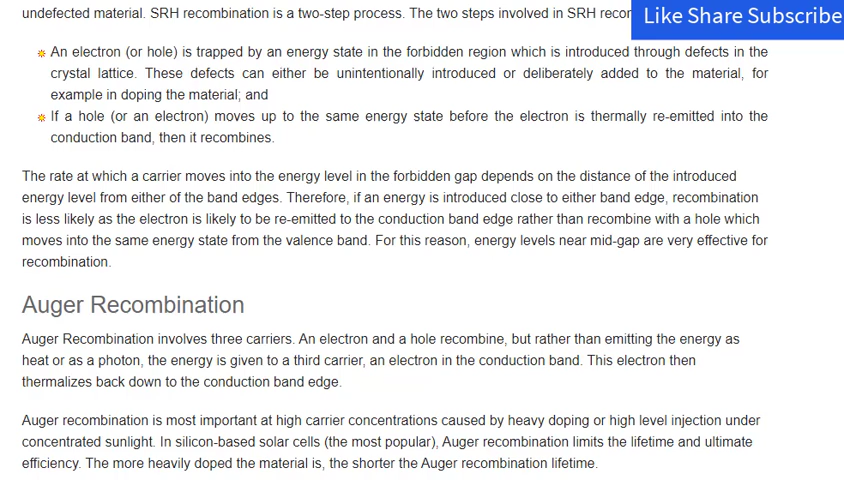 undefected material. SRH recombination is a two-step process. The two steps involved in SRH
Like Share Subscribe
An electron (or hole) is trapped by an energy state in the forbidden region which is introduced through defects in the
crystal lattice. These defects can either be unintentionally introduced or deliberately added to the material, for
example in doping the material; and
If a hole (or an electron) moves up to the same energy state before the electron is thermally re-emitted into the
conduction band, then it recombines.
The rate at which a carrier moves into the energy level in the forbidden gap depends on the distance of the introduced
energy level from either of the band edges. Therefore, if an energy is introduced close to either band edge, recombination
is less likely as the electron is likely to be re-emitted to the conduction band edge rather than recombine with a hole which
moves into the same energy state from the valence band. For this reason, energy levels near mid-gap are very effective for
recombination.
Auger Recombination
Auger Recombination involves three carriers. An electron and a hole recombine, but rather than emitting the energy as
heat or as a photon, the energy is given to a third carrier, an electron in the conduction band. This electron then
thermalizes back down to the conduction band edge.
Auger recombination is most important at high carrier concentrations caused by heavy doping or high level injection under
concentrated sunlight. In silicon-based solar cells (the most popular), Auger recombination limits the lifetime and ultimate
efficiency. The more heavily doped the material is, the shorter the Auger recombination lifetime.